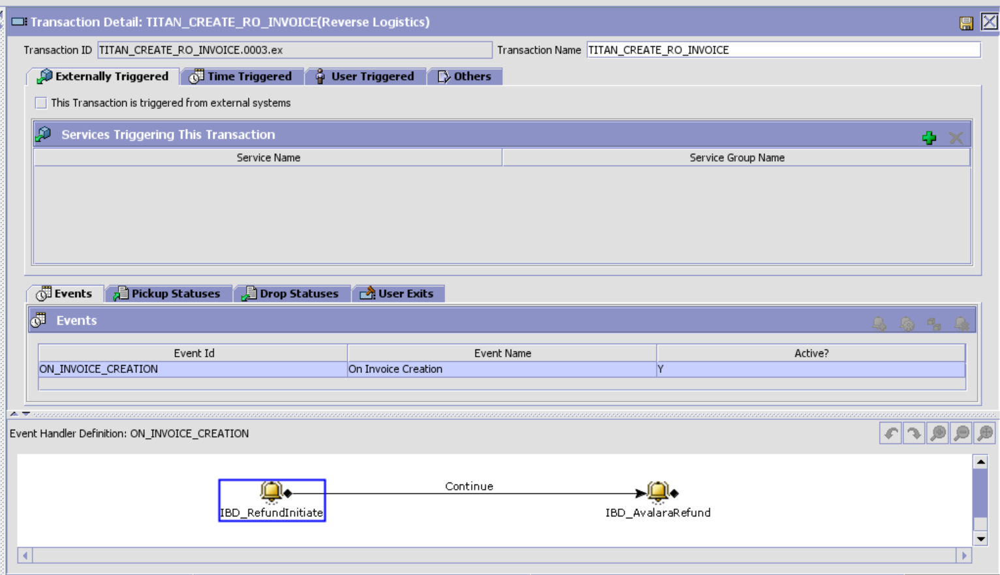 Transaction Detail: TITAN_CREATE_RO_INVOICE(Reverse Logistics)
Transaction ID TITAN_CREATE_RO_INVOICE.0003.ex Transaction Name TITAN_CREATE_RO_INVOICE
Externally Triggered Time Triggered User Triggered Others
This Transaction is triggered from external systems
Services Triggering This Transaction
Service Name Service Group Name
Events Pickup Statuses Drop Statuses User Exits
Events
Event Id Event Name Active?
ON_INVOICE_CREATION On Invoice Creation Y
Event Handler Definition: ON_INVOICE_CREATION
Continue
IBD_RefundInitiate IBD_AvalaraRefund